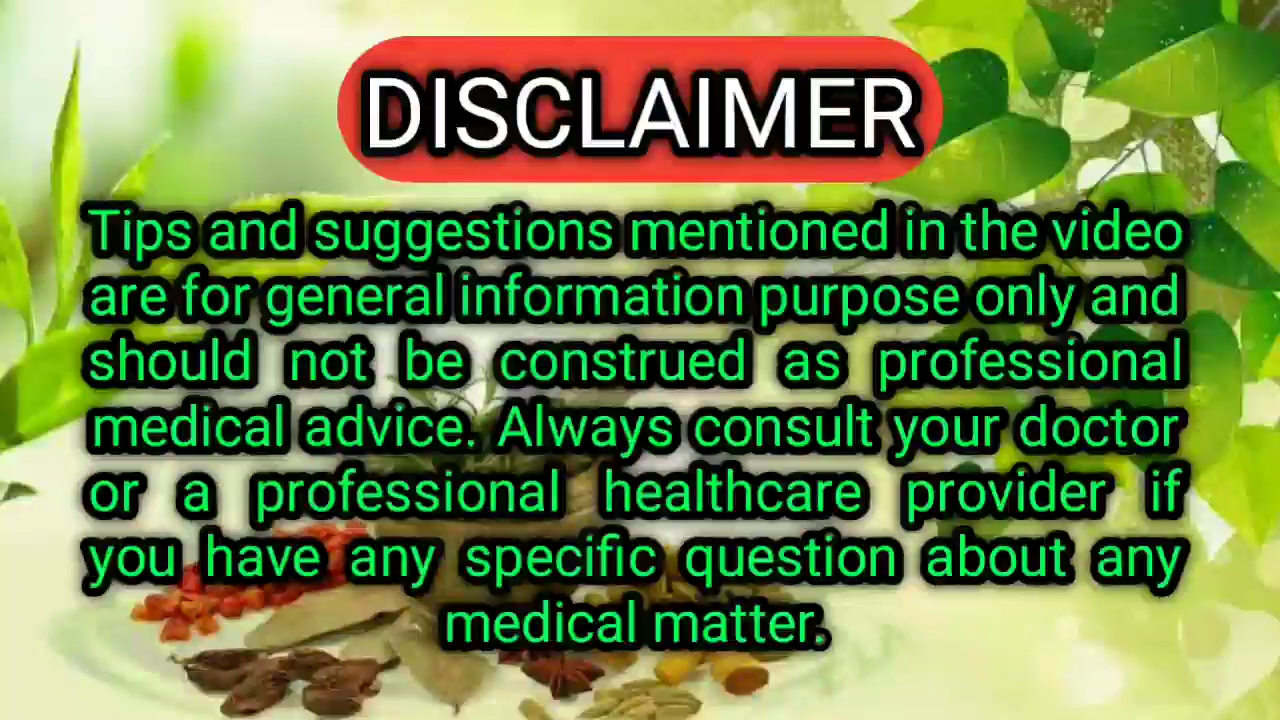 DISCLAIMER
Tips and suggestions mentioned in the video
are for general information purpose only and
should not be construed as professional
medical advice. Always consult your doctor
or a professional healthcare provider if
you have any specific question about any
medical matter.